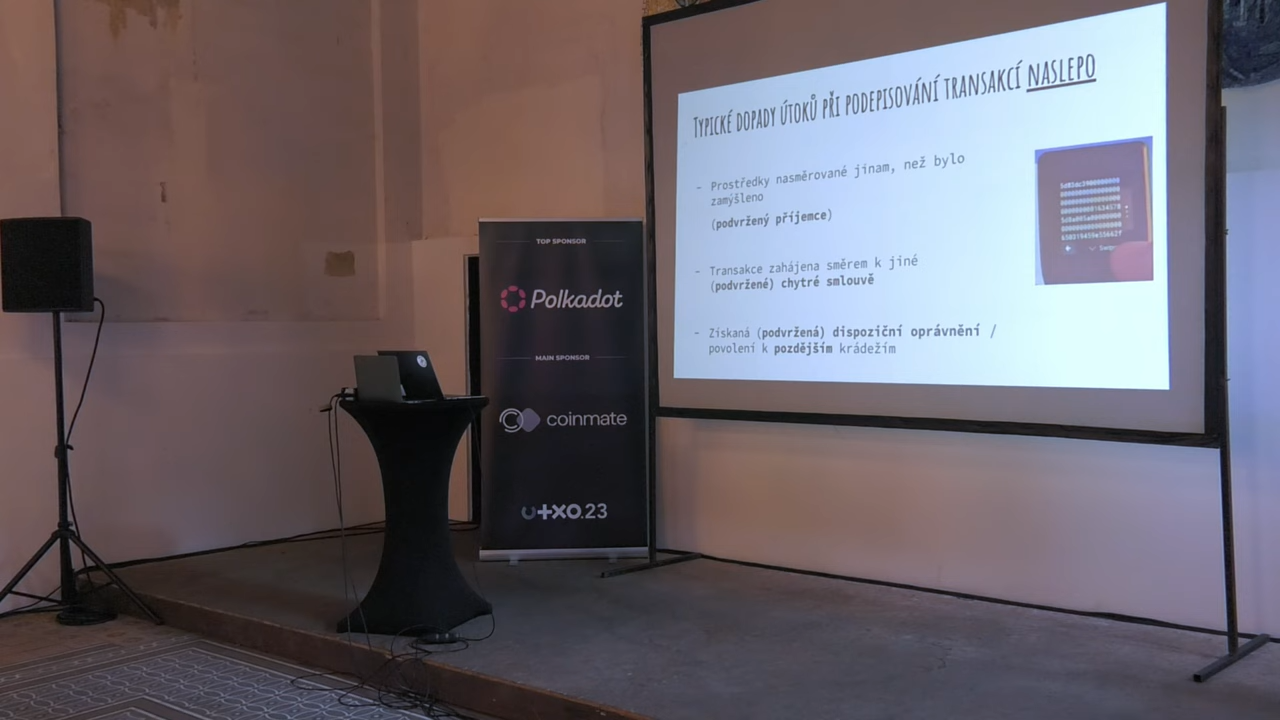 TYPICKÉ DOPADY ÚTOKŮ PŘI PODEPISOVÁNÍ TRANSAKCÍ NASLEPO
- Prostředky nasměrované jinam, než bylo
zamýšleno
(podvržený příjemce)
- Transakce zahájena směrem k jiné
(podvržené) chytré smlouvě
- Získaná (podvržená) dispoziční oprávnění /
povolení k pozdějším krádežím
TOP SPONSOR
Polkadot
MAIN SPONSOR
coinmate
utxo.23